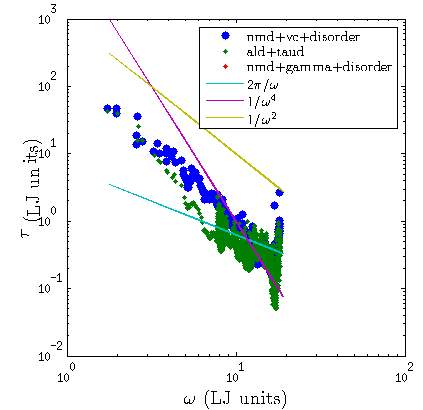 10^3
10^2
10^1
10^0
10^-1
10^-2
τ (LJ units)
nmd+vc+disorder
ald+taud
nmd+gamma+disorder
2π/ω
1/ω^4
1/ω^2
10^0 10^1 10^2
ω (LJ units)